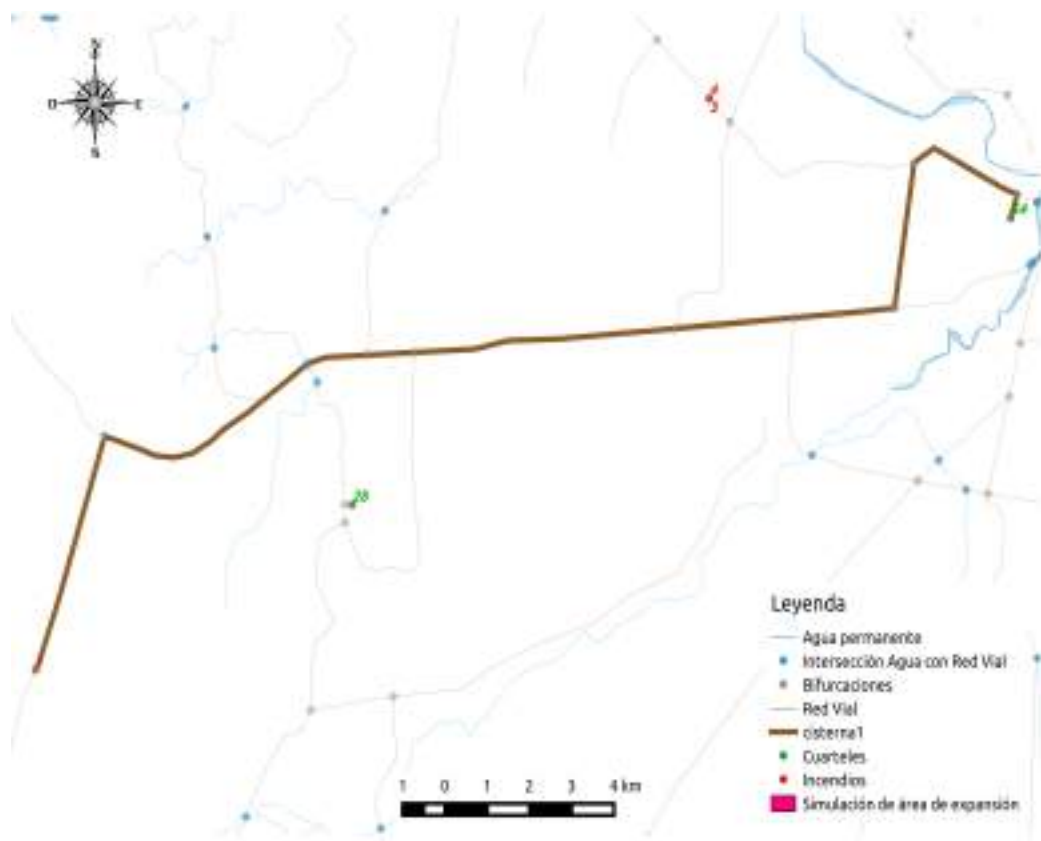 N
O E
S
28
Leyenda
Agua permanente
Intersección Agua con Red Vial
Bifurcaciones
Red Vial
cisterna1
Cuarteles
Incendios
Simulación de área de expansión
1 0 1 2 3 4 km